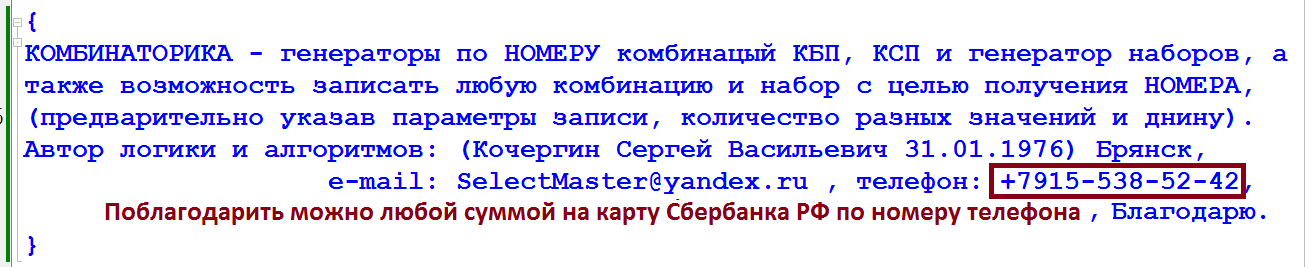 {
КОМБИНАТОРИКА - генераторы по НОМЕРУ комбинацый КБП, КСП и генератор наборов, а
также возможность записать любую комбинацию и набор с целью получения НОМЕРА,
(предварительно указав параметры записи, количество разных значений и днину).
Автор логики и алгоритмов: (Кочергин Сергей Васильевич 31.01.1976) Брянск,
e-mail: SelectMaster@yandex.ru , телефон: +7915-538-52-42,
Поблагодарить можно любой суммой на карту Сбербанка РФ по номеру телефона , Благодарю.
}